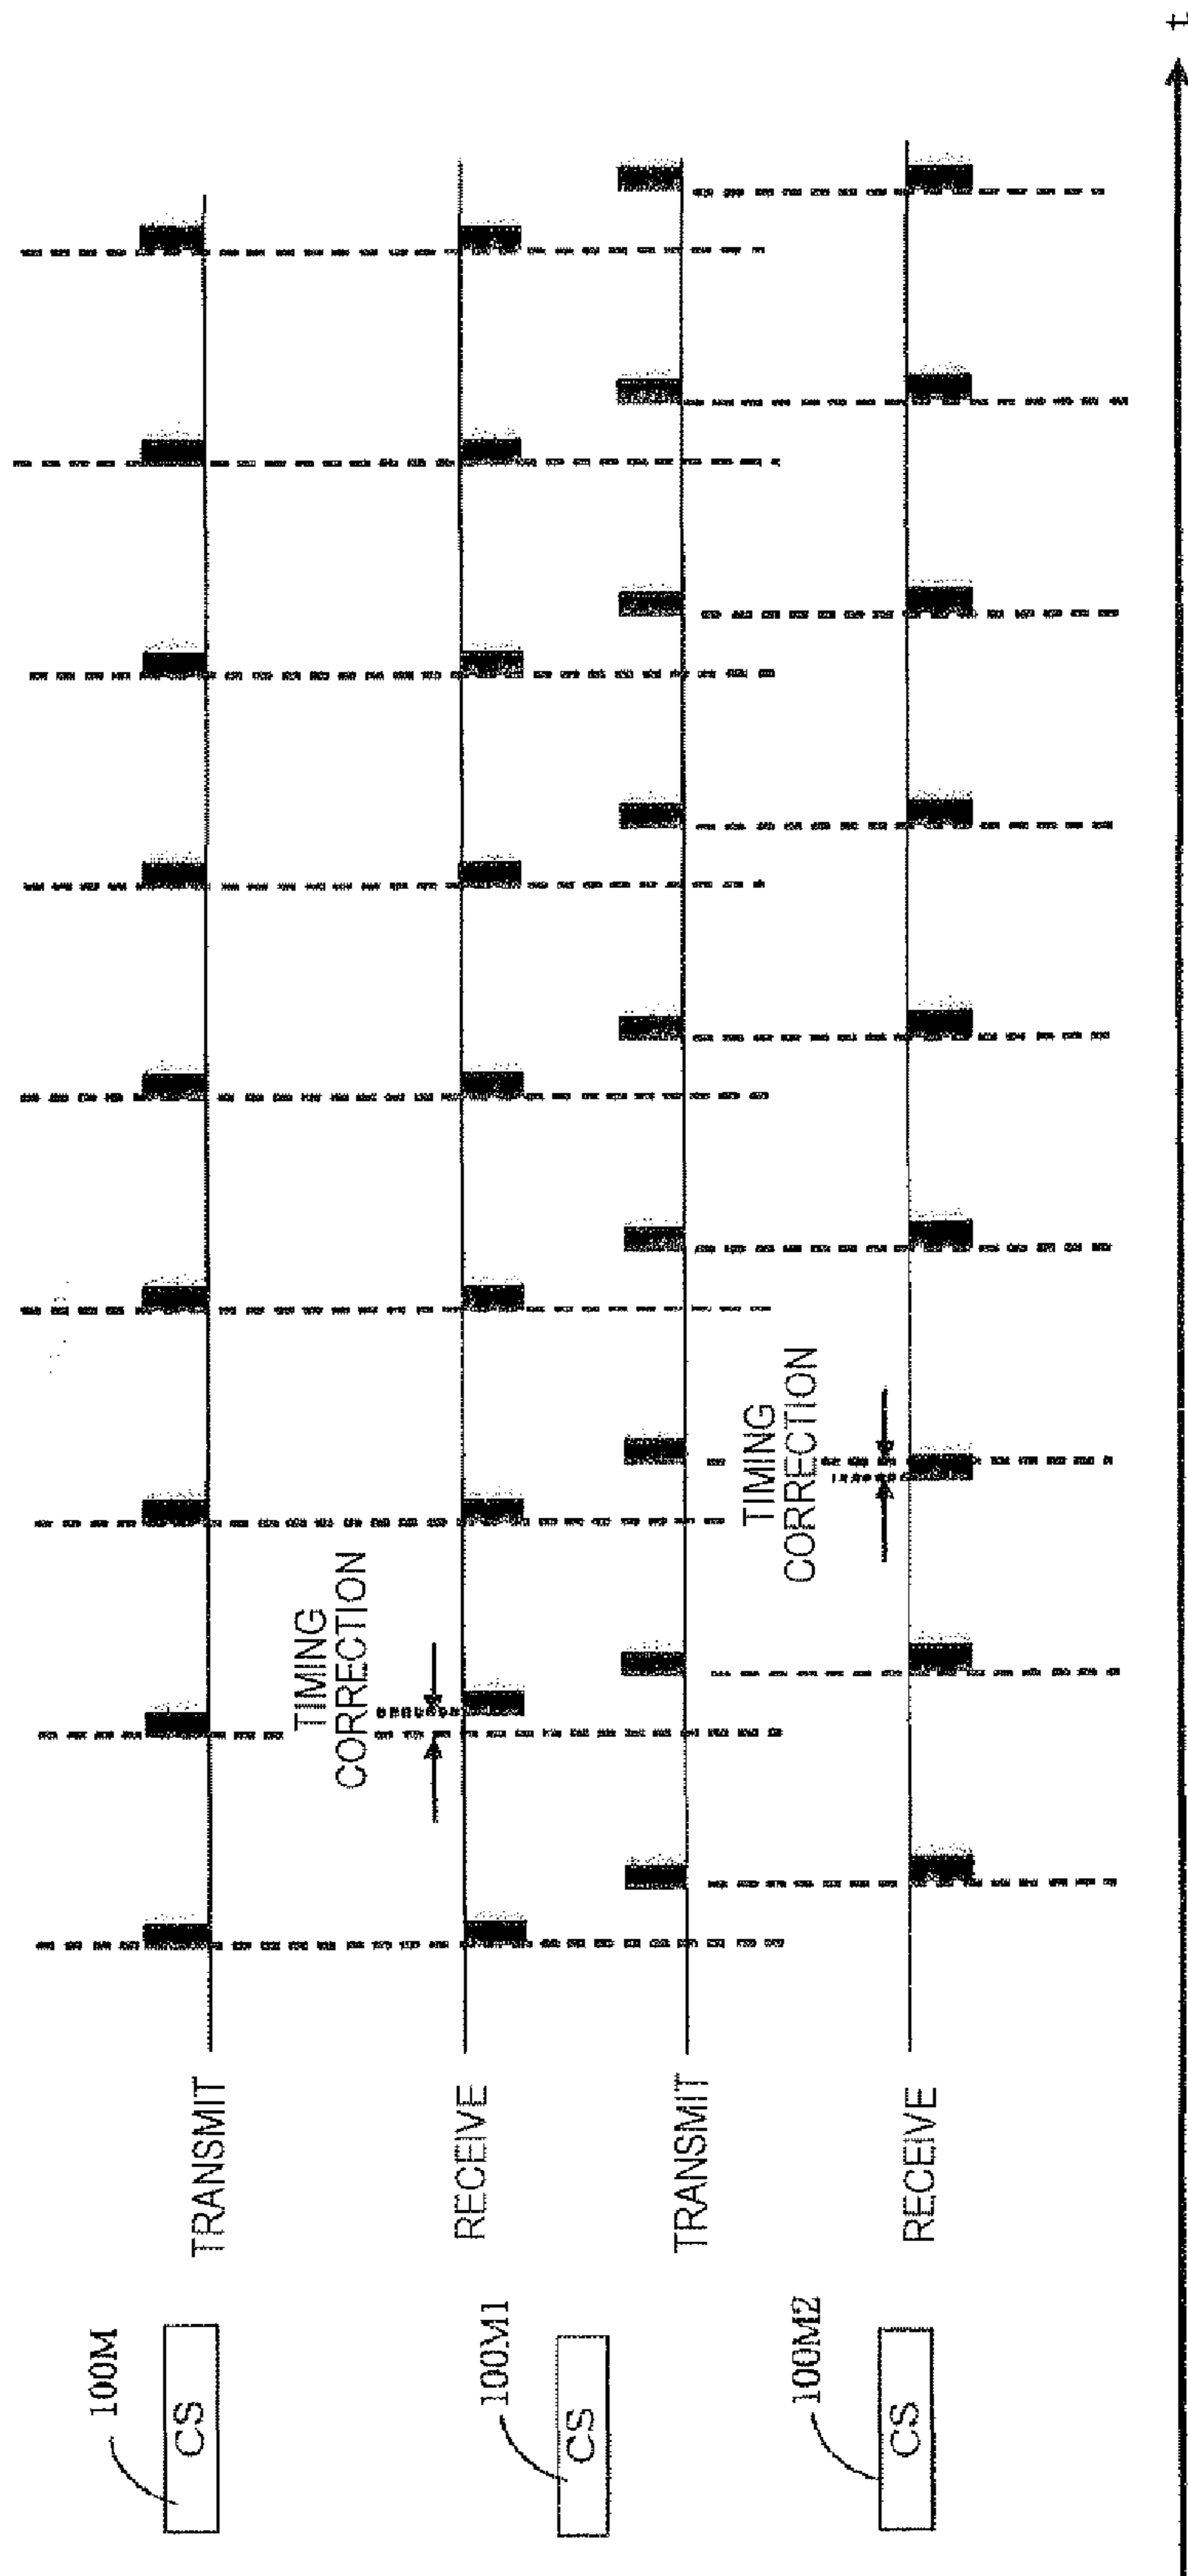 100M
CS
TRANSMIT
TIMING
CORRECTION
100M1
CS
RECEIVE
TRANSMIT
TIMING
CORRECTION
100M2
CS
RECEIVE
t